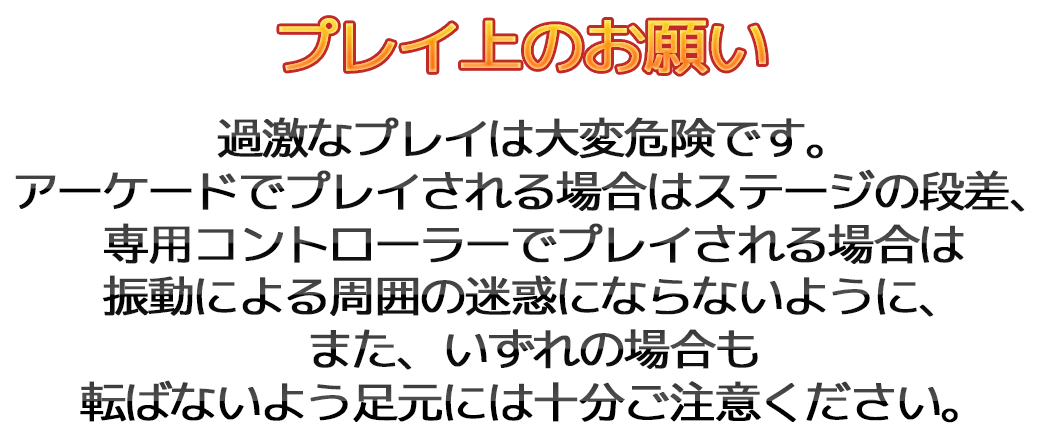 プレイ上のお願い
過激なプレイは大変危険です。
アーケードでプレイされる場合はステージの段差、
専用コントローラーでプレイされる場合は
振動による周囲の迷惑にならないように、
また、いずれの場合も
転ばないよう足元には十分ご注意ください。